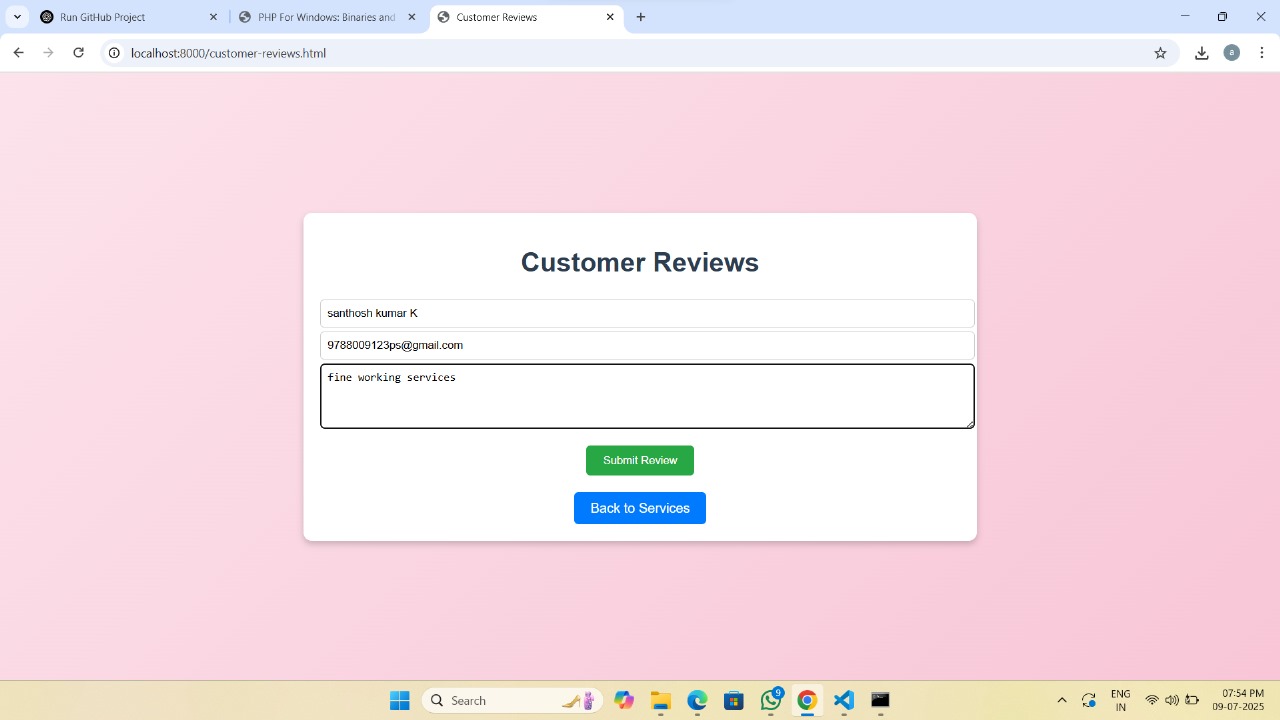 Run GitHub Project
PHP For Windows: Binaries and
Customer Reviews
localhost:8000/customer-reviews.html
a
Customer Reviews
santhosh kumar K
9788009123ps@gmail.com
fine working services
Submit Review
Back to Services
Search
9
ENG
IN
07:54 PM
09-07-2025